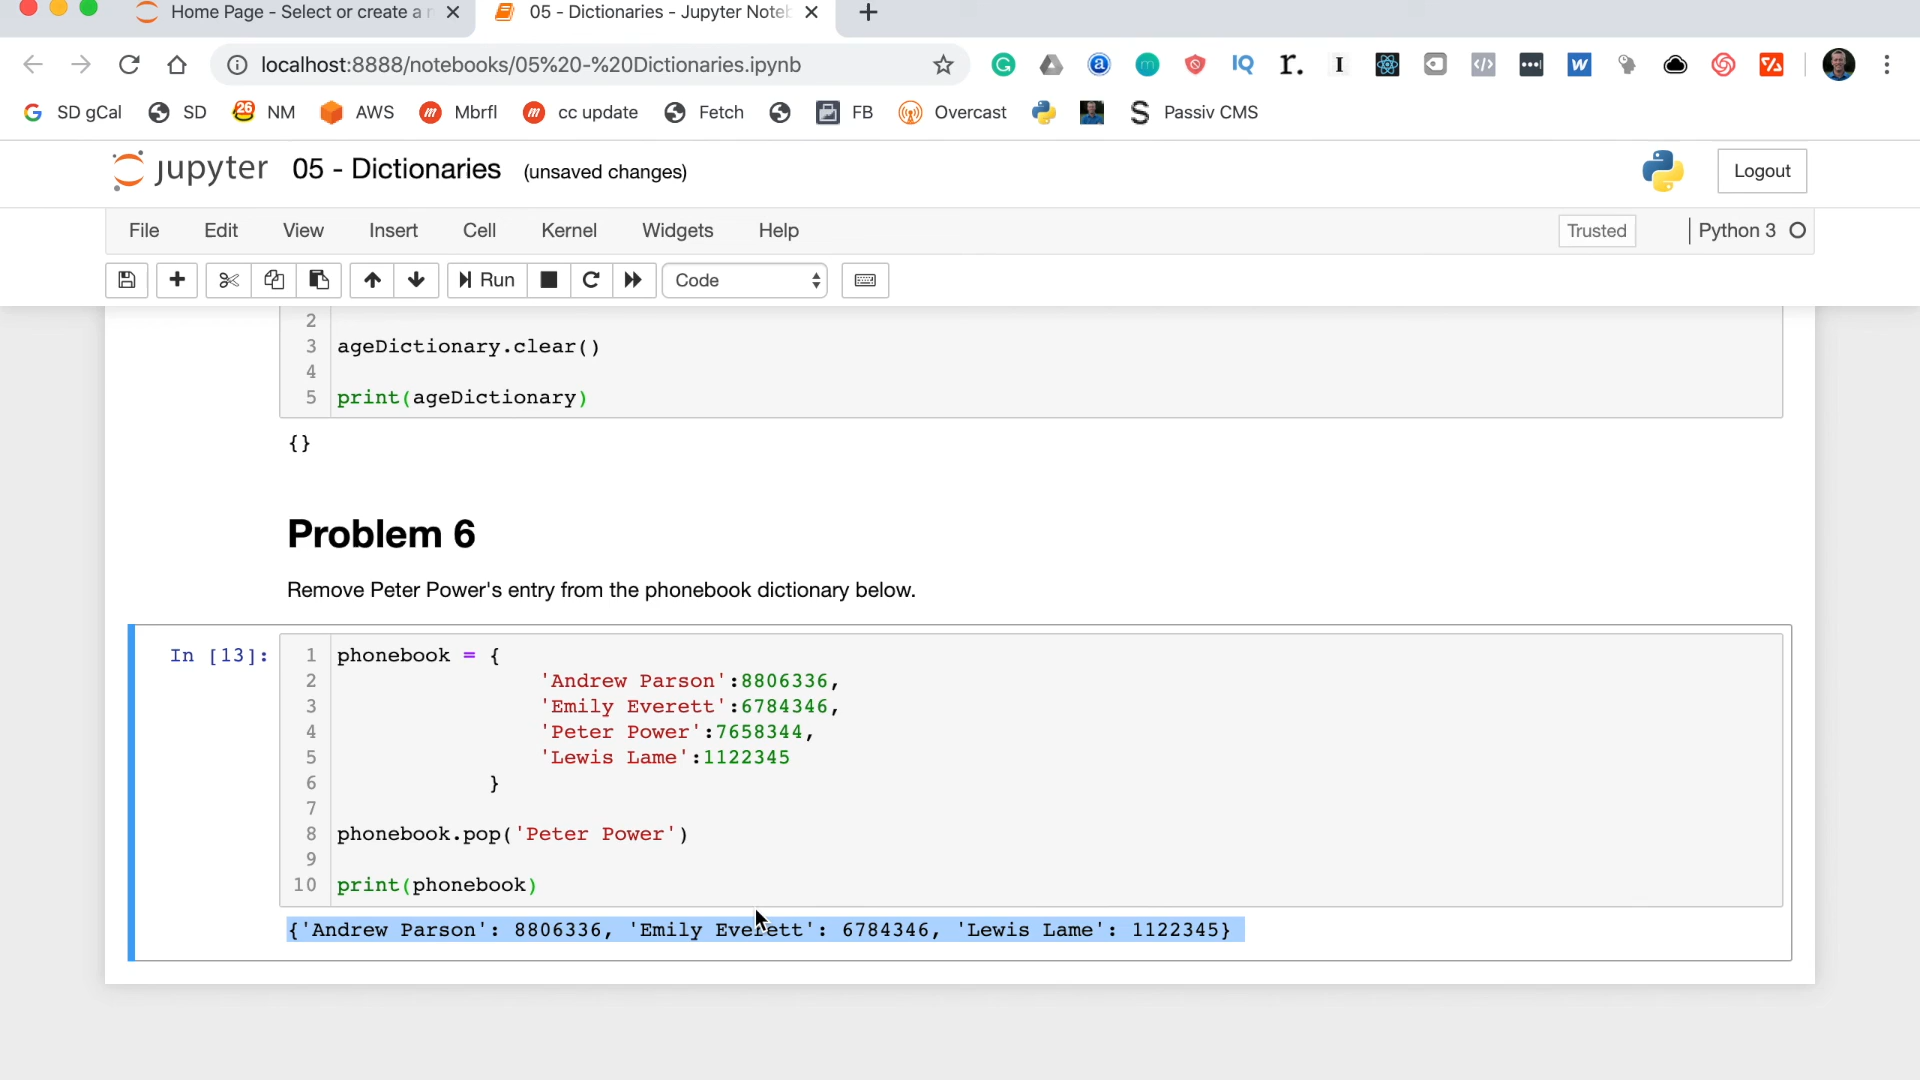 Home Page - Select or create a
05 - Dictionaries - Jupyter Noteb
localhost:8888/notebooks/05%20-%20Dictionaries.ipynb
SD gCal SD NM AWS Mbrfl cc update Fetch FB Overcast Passiv CMS
jupyter 05 - Dictionaries (unsaved changes) Logout
File Edit View Insert Cell Kernel Widgets Help Trusted Python 3
Run Code
2
3 ageDictionary.clear()
4
5 print(ageDictionary)
{}
Problem 6
Remove Peter Power's entry from the phonebook dictionary below.
In [13]: 1 phonebook = {
2 'Andrew Parson':8806336,
3 'Emily Everett':6784346,
4 'Peter Power':7658344,
5 'Lewis Lame':1122345
6 }
7
8 phonebook.pop('Peter Power')
9
10 print(phonebook)
{'Andrew Parson': 8806336, 'Emily Everett': 6784346, 'Lewis Lame': 1122345}